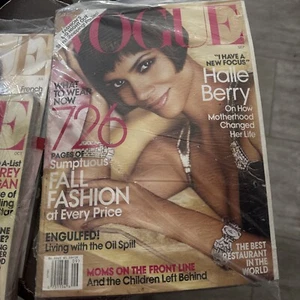 VOGUE
"I HAVE A
NEW FOCUS"
Halle
Berry
On How
Motherhood
Changed
Her Life
WHAT TO
WEAR
NOW
726
PAGES OF
Sumptuous
FALL
FASHION
at Every Price
ENGULFED!
Living with the Oil Spill
THE BEST
RESTAURANT
IN THE
WORLD
MOMS ON THE FRONT LINE
And the Children Left Behind
E
French
E
A-List